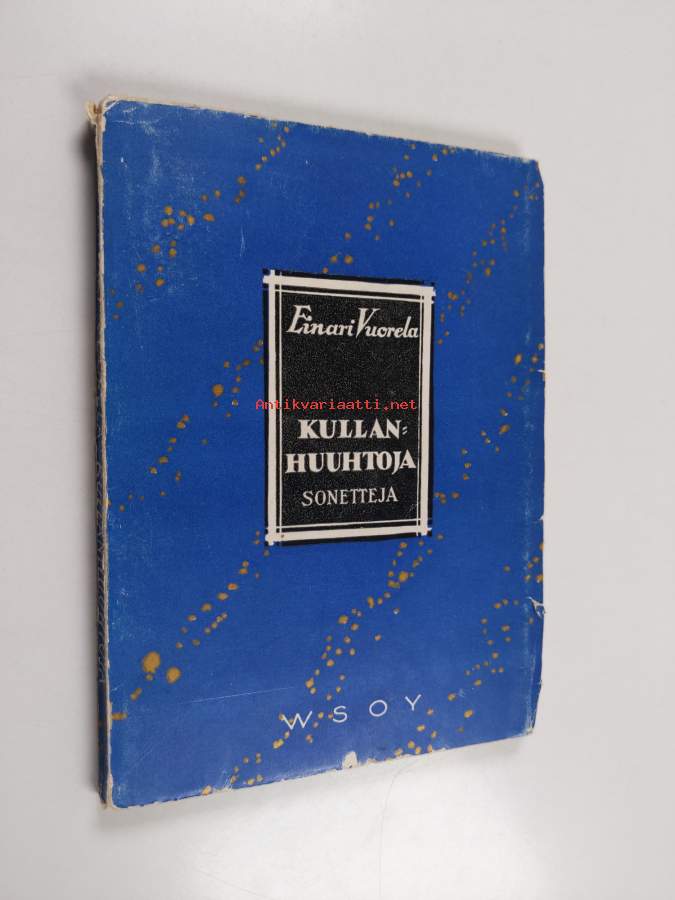 Einari Vuorela
Antikvariaatti.net
KULLAN=
HUUHTOJA
SONETTEJA
WSOY